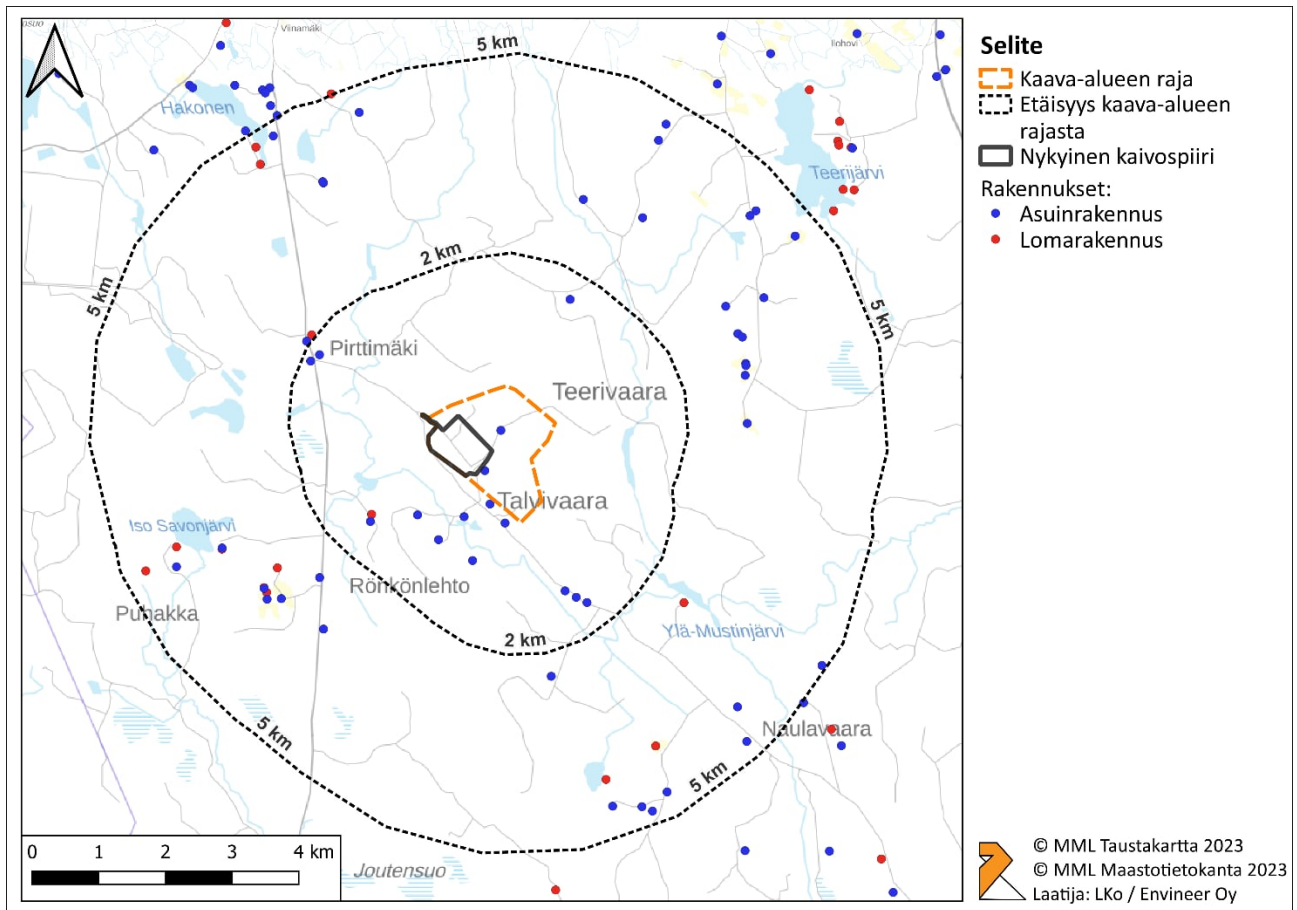 Viinamäki
5 km
Iiohovi
Hakonen
Teerijärvi
2 km
5 km
5 km
Pirttimäki
Teerivaara
Talvivaara
Iso Savonjärvi
Rönkönlehto
Puhakka
2 km
Ylä-Mustinjärvi
Naulavaara
5 km
5 km
Joutensuo
0 1 2 3 4 km
Selite
Kaava-alueen raja
Etäisyys kaava-alueen
rajasta
Nykyinen kaivospiiri
Rakennukset:
Asuinrakennus
Lomarakennus
© MML Taustakartta 2023
© MML Maastotietokanta 2023
Laatija: LKo / Envineer Oy